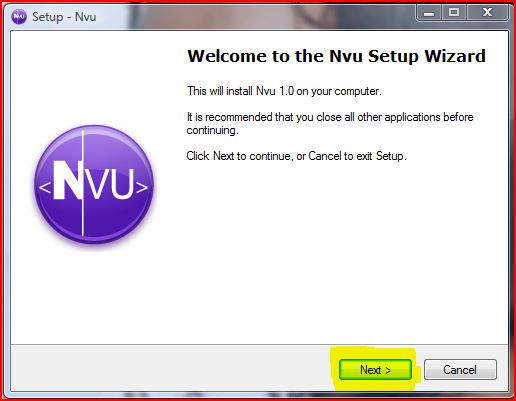 Setup - Nvu
Welcome to the Nvu Setup Wizard
This will install Nvu 1.0 on your computer.
It is recommended that you close all other applications before
continuing.
Click Next to continue, or Cancel to exit Setup.
<NVU>
Next >
Cancel